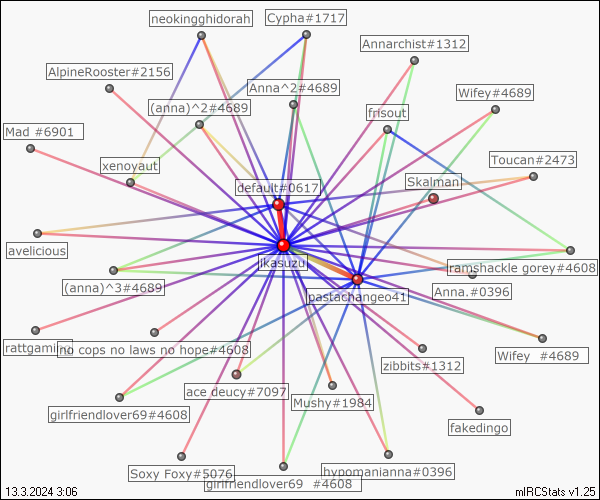 neokingghidorah
Cypha#1717
Annarchist#1312
AlpineRooster#2156
Anna^2#4689
Wifey#4689
(anna)^2#4689
frisout
Mad #6901
Toucan#2473
xenoyaut
Skalman
default#0617
avelicious
jkasuzu
ramshackle gorey#4608
(anna)^3#4689
Anna.#0396
pastachangeo41
no cops no laws no hope#4608
Wifey  #4689
zibbits#1312
ace deucy#7097
Mushy#1984
girlfriendlover69#4608
fakedingo
Soxy Foxy#5076
hypomanianna#0396
girlfriendlover69  #4608
13.3.2024 3:06
mIRCStats v1.25